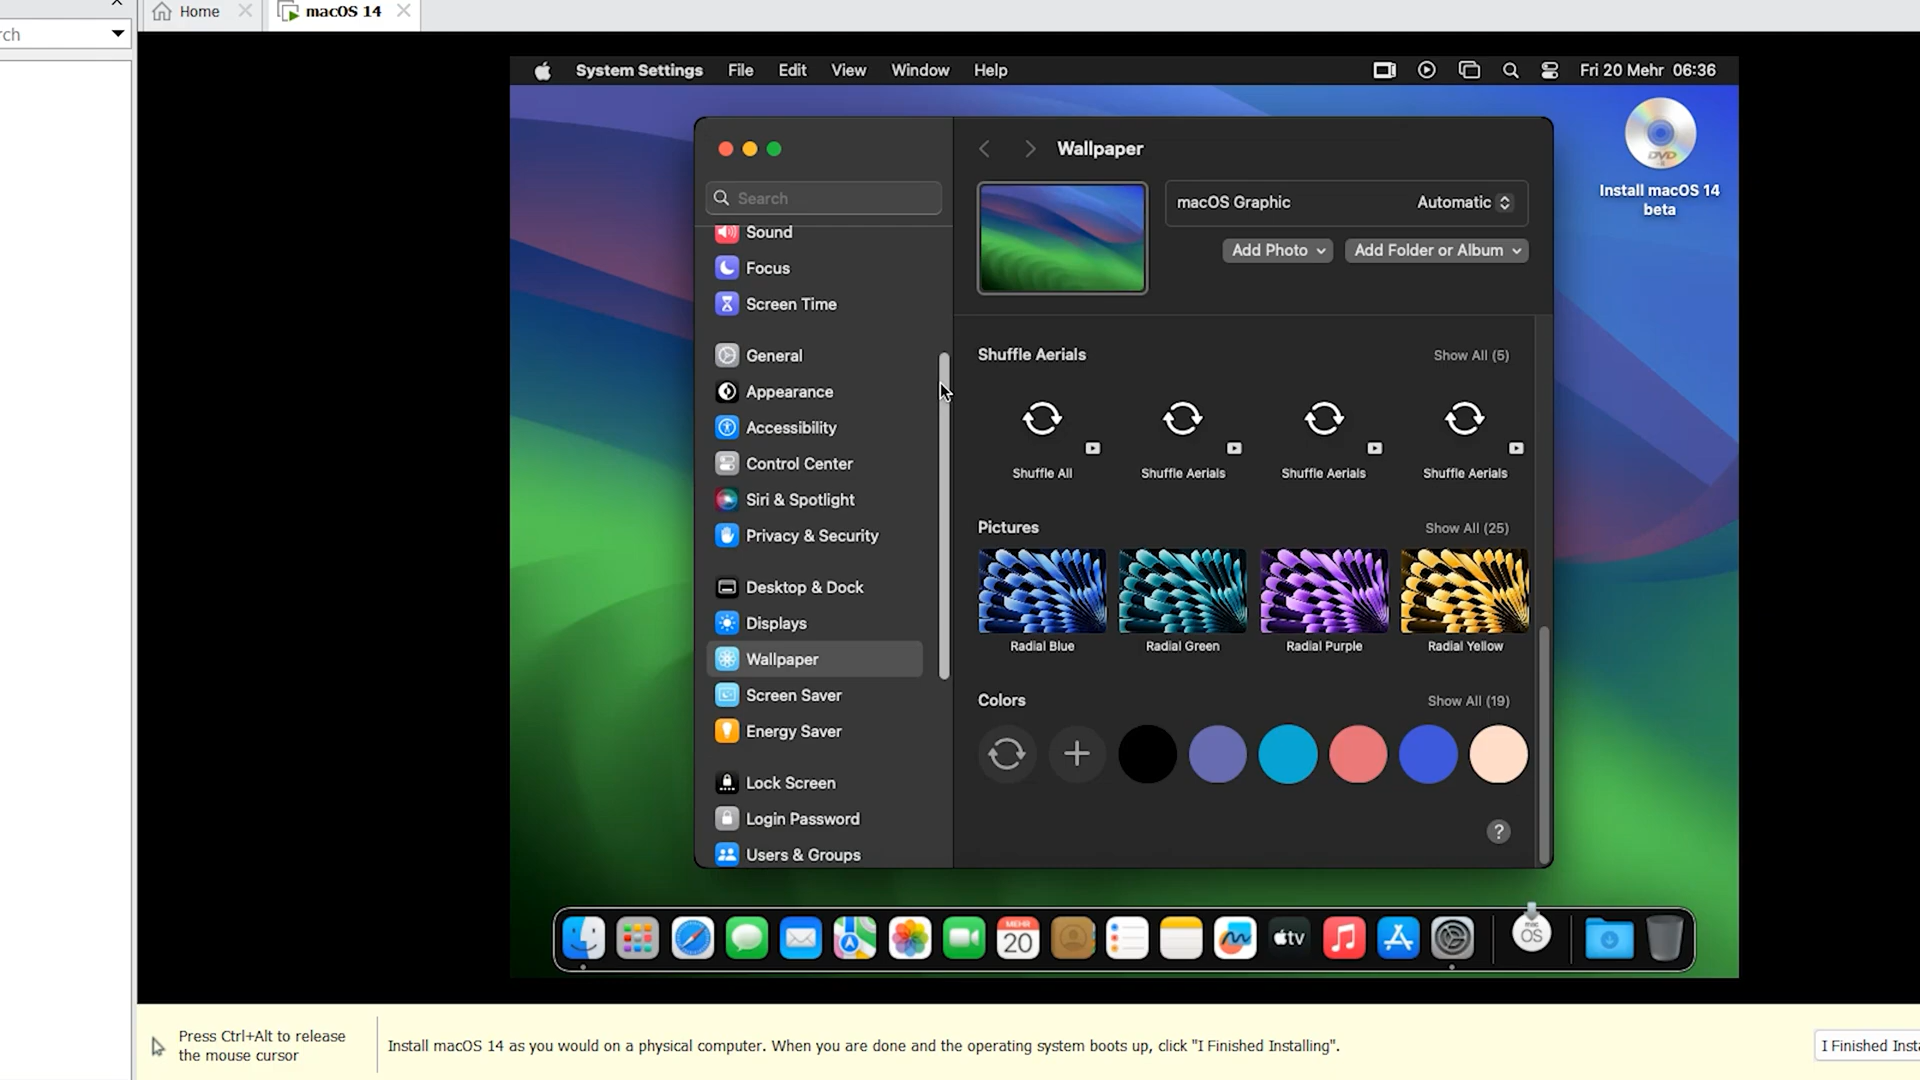 rch
Home
macOS 14
System Settings File Edit View Window Help
Fri 20 Mehr 06:36
Install macOS 14
beta
Search
Sound
Focus
Screen Time
General
Appearance
Accessibility
Control Center
Siri & Spotlight
Privacy & Security
Desktop & Dock
Displays
Wallpaper
Screen Saver
Energy Saver
Lock Screen
Login Password
Users & Groups
Wallpaper
macOS Graphic
Automatic
Add Photo
Add Folder or Album
Shuffle Aerials
Show All (5)
Shuffle All
Shuffle Aerials
Shuffle Aerials
Shuffle Aerials
Pictures
Show All (25)
Radial Blue
Radial Green
Radial Purple
Radial Yellow
Colors
Show All (19)
?
DVD
MEHR
20
tv
mac
OS
Press Ctrl+Alt to release
the mouse cursor
Install macOS 14 as you would on a physical computer. When you are done and the operating system boots up, click "I Finished Installing".
I Finished Insta